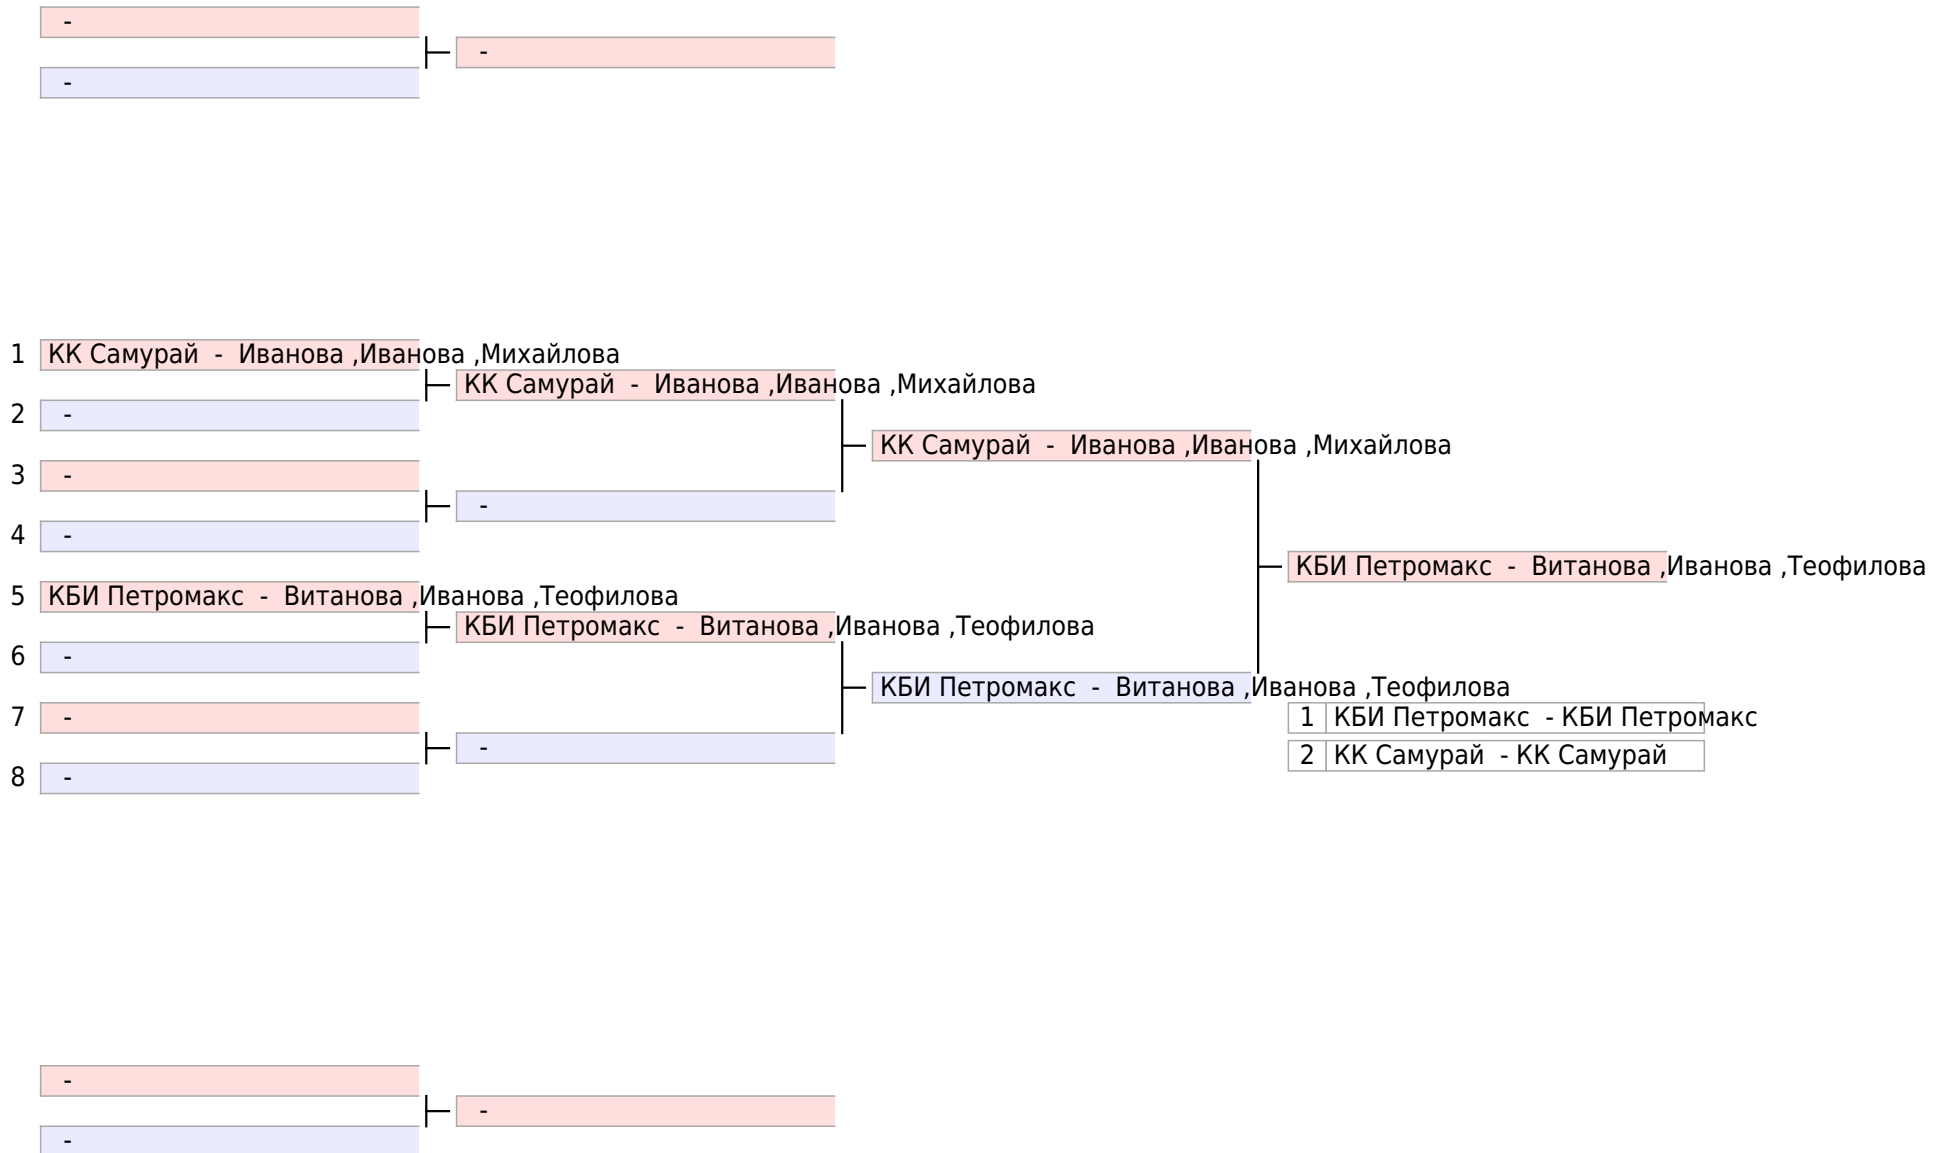 -
-
-
1 КК Самурай - Иванова ,Иванова ,Михайлова
КК Самурай - Иванова ,Иванова ,Михайлова
2 -
КК Самурай - Иванова ,Иванова ,Михайлова
3 -
-
4 -
КБИ Петромакс - Витанова ,Иванова ,Теофилова
5 КБИ Петромакс - Витанова ,Иванова ,Теофилова
КБИ Петромакс - Витанова ,Иванова ,Теофилова
6 -
КБИ Петромакс - Витанова ,Иванова ,Теофилова
7 -
1 КБИ Петромакс - КБИ Петромакс
-
2 КК Самурай - КК Самурай
8 -
-
-
-